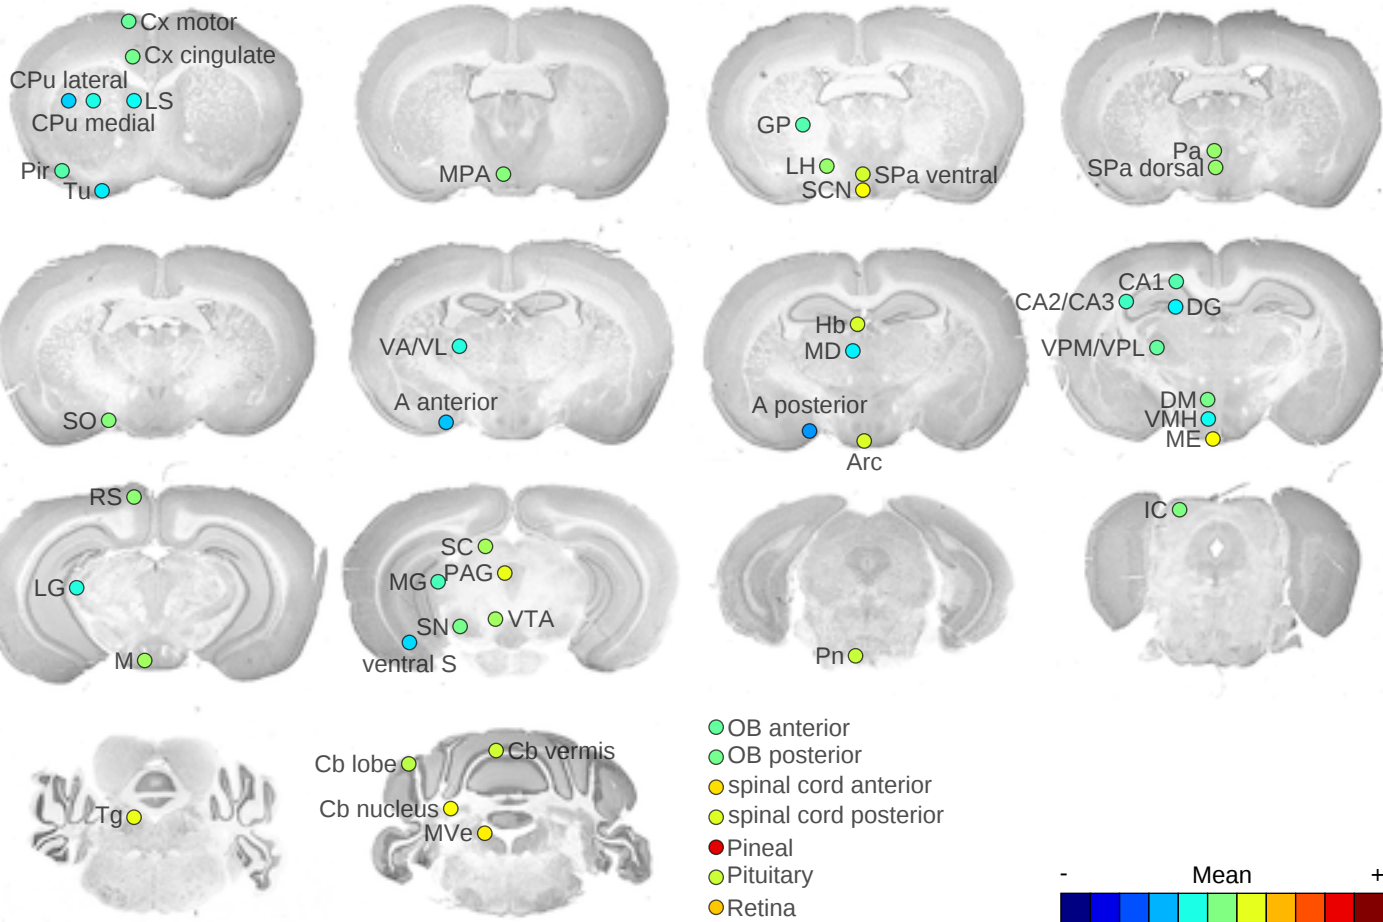 Cx motor
Cx cingulate
CPu lateral
LS
CPu medial
Pir
Tu
MPA
GP
LH
SPa ventral
SCN
Pa
SPa dorsal
SO
VA/VL
A anterior
Hb
MD
A posterior
Arc
CA1
CA2/CA3
DG
VPM/VPL
DM
VMH
ME
RS
LG
M
SC
MG
PAG
SN
VTA
ventral S
Pn
IC
Tg
Cb lobe
Cb vermis
Cb nucleus
MVe
OB anterior
OB posterior
spinal cord anterior
spinal cord posterior
Pineal
Pituitary
Retina
- Mean +